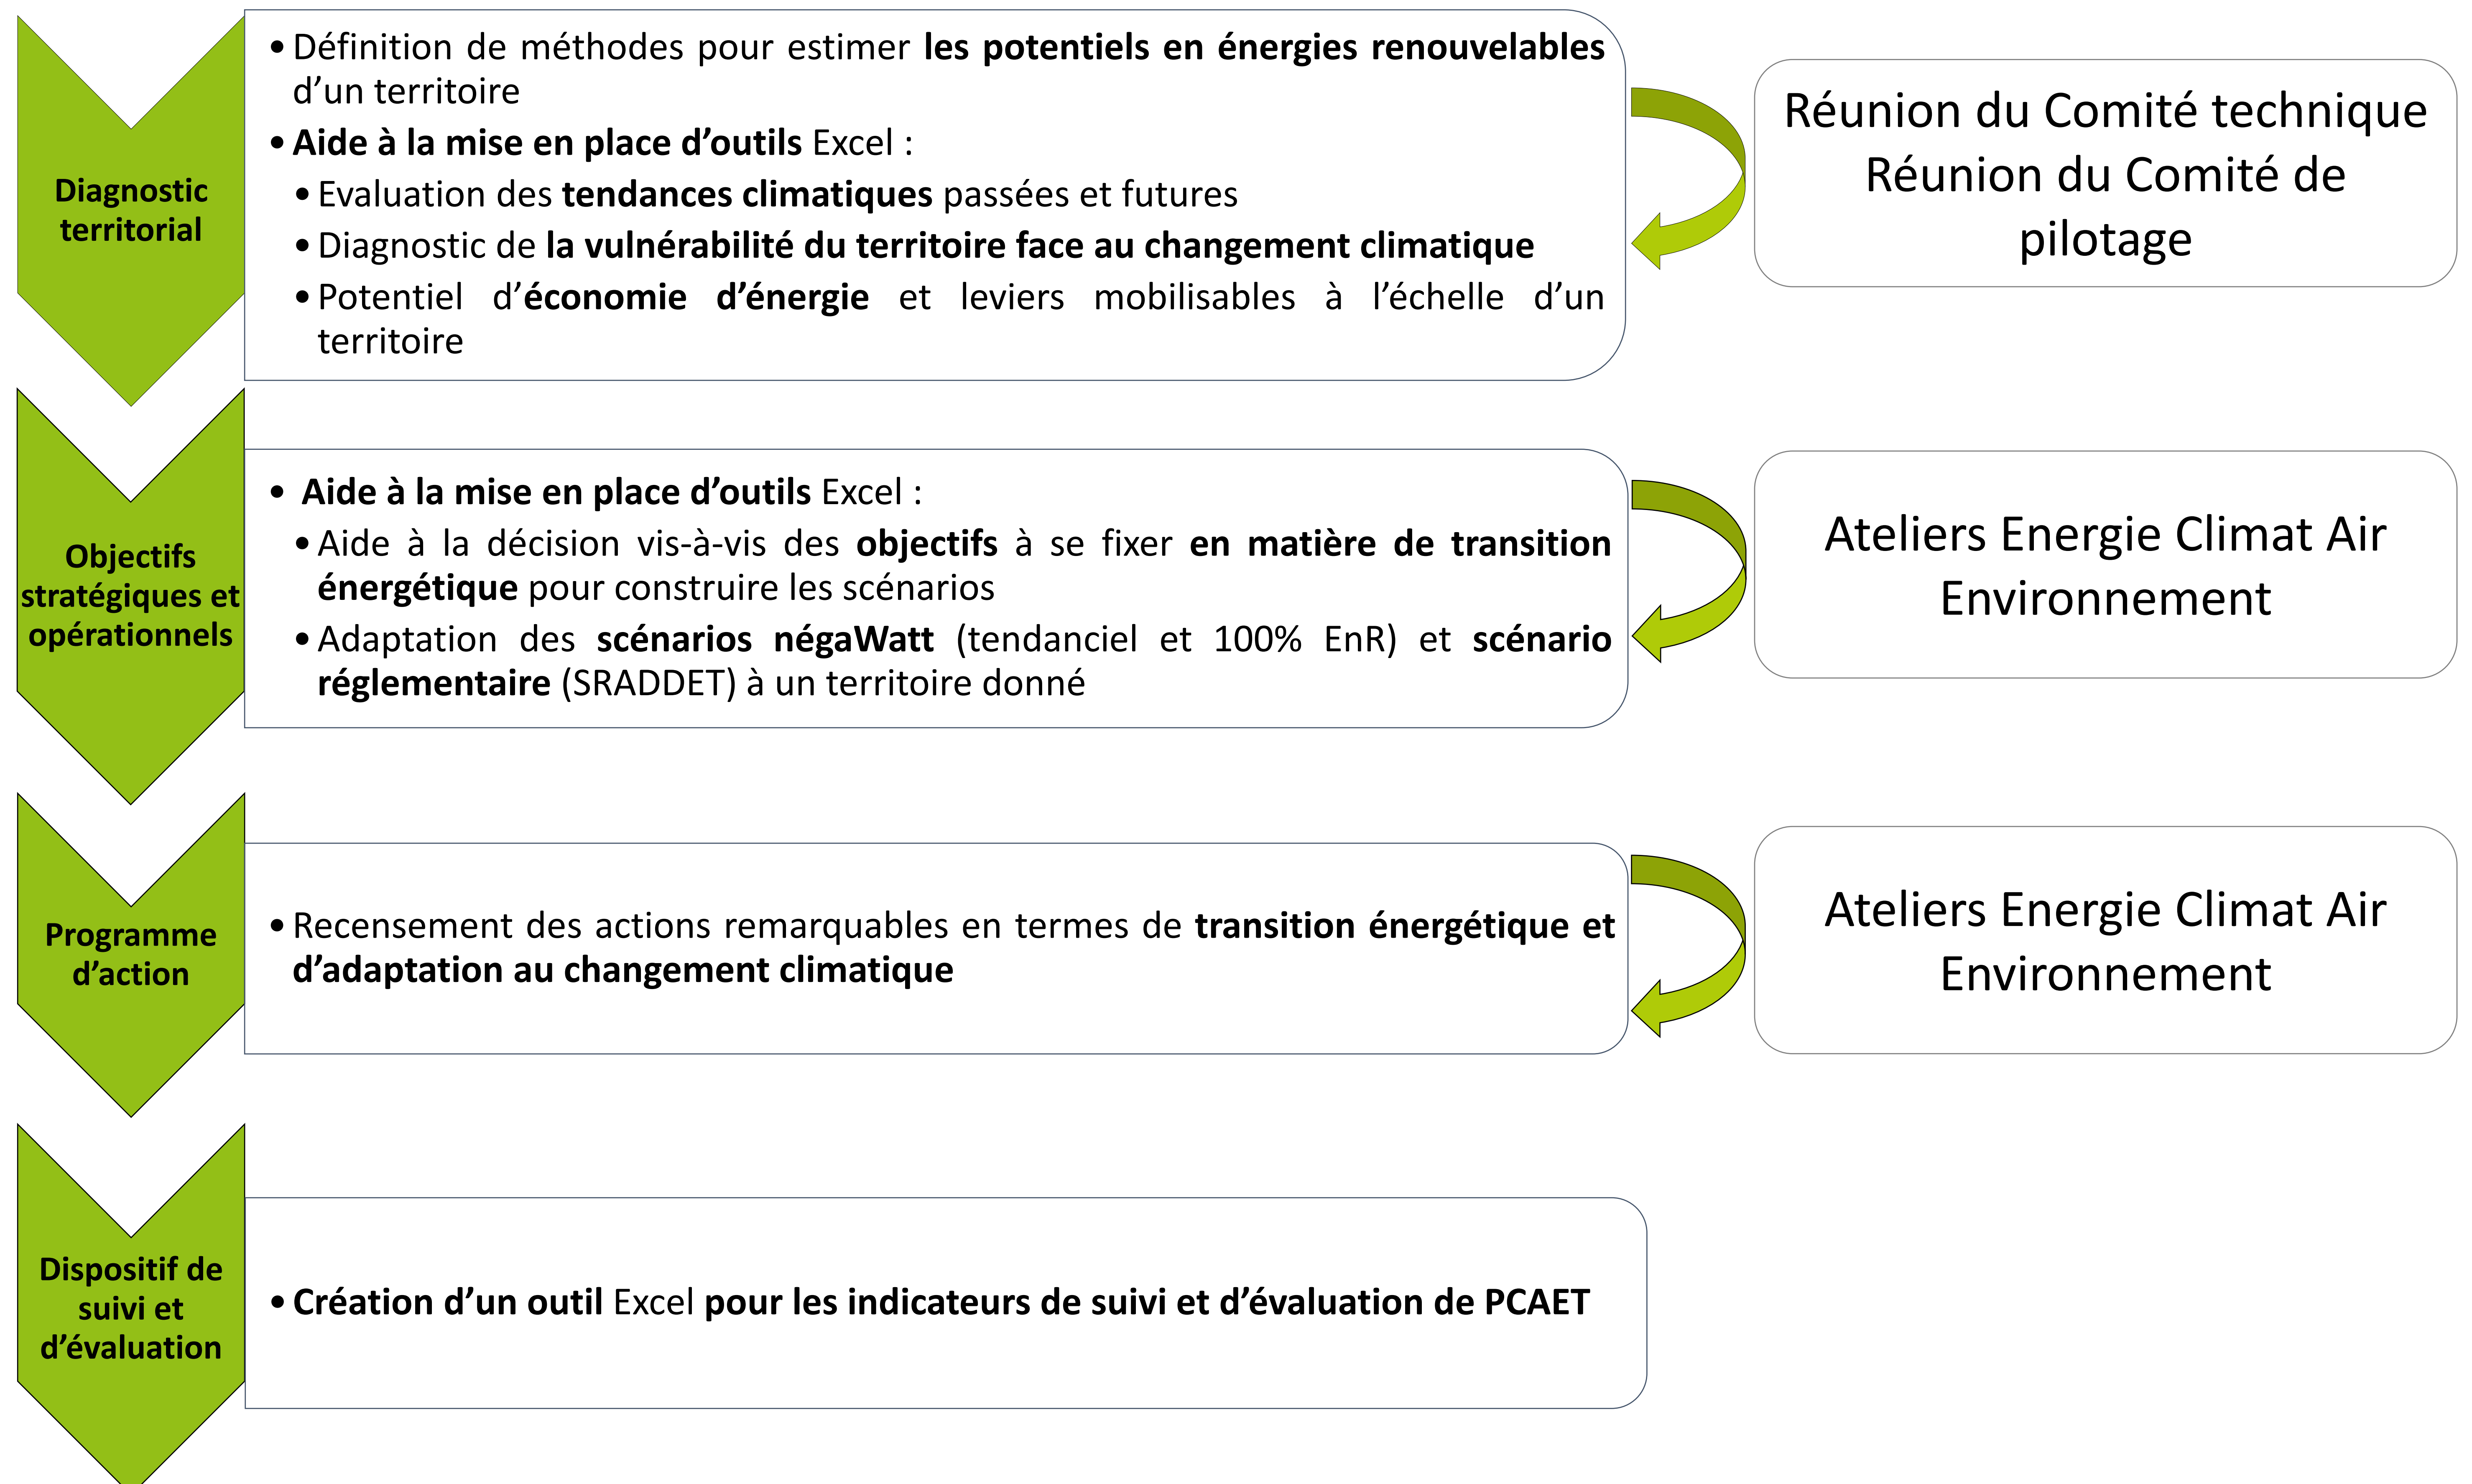 Diagnostic
territorial
• Définition de méthodes pour estimer les potentiels en énergies renouvelables
d’un territoire
• Aide à la mise en place d’outils Excel :
• Evaluation des tendances climatiques passées et futures
• Diagnostic de la vulnérabilité du territoire face au changement climatique
• Potentiel d’économie d’énergie et leviers mobilisables à l’échelle d’un
territoire
Réunion du Comité technique
Réunion du Comité de
pilotage
Objectifs
stratégiques et
opérationnels
• Aide à la mise en place d’outils Excel :
• Aide à la décision vis-à-vis des objectifs à se fixer en matière de transition
énergétique pour construire les scénarios
• Adaptation des scénarios négaWatt (tendanciel et 100% EnR) et scénario
réglementaire (SRADDET) à un territoire donné
Ateliers Energie Climat Air
Environnement
Programme
d’action
• Recensement des actions remarquables en termes de transition énergétique et
d’adaptation au changement climatique
Ateliers Energie Climat Air
Environnement
Dispositif de
suivi et
d’évaluation
• Création d’un outil Excel pour les indicateurs de suivi et d’évaluation de PCAET